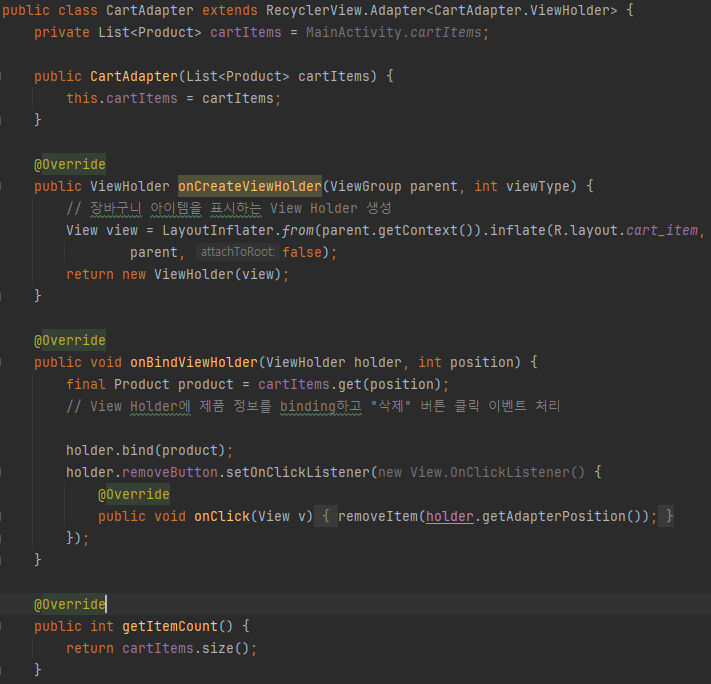 public class CartAdapter extends RecyclerView.Adapter<CartAdapter.ViewHolder> {
private List<Product> cartItems = MainActivity.cartItems;
public CartAdapter(List<Product> cartItems) {
this.cartItems = cartItems;
}
@Override
public ViewHolder onCreateViewHolder(ViewGroup parent, int viewType) {
// 장바구니 아이템을 표시하는 View Holder 생성
View view = LayoutInflater.from(parent.getContext()).inflate(R.layout.cart_item,
parent, attachToRoot: false);
return new ViewHolder(view);
}
@Override
public void onBindViewHolder(ViewHolder holder, int position) {
final Product product = cartItems.get(position);
// View Holder에 제품 정보를 binding하고 "삭제" 버튼 클릭 이벤트 처리
holder.bind(product);
holder.removeButton.setOnClickListener(new View.OnClickListener() {
@Override
public void onClick(View v) { removeItem(holder.getAdapterPosition()); }
});
}
@Override
public int getItemCount() {
return cartItems.size();
}